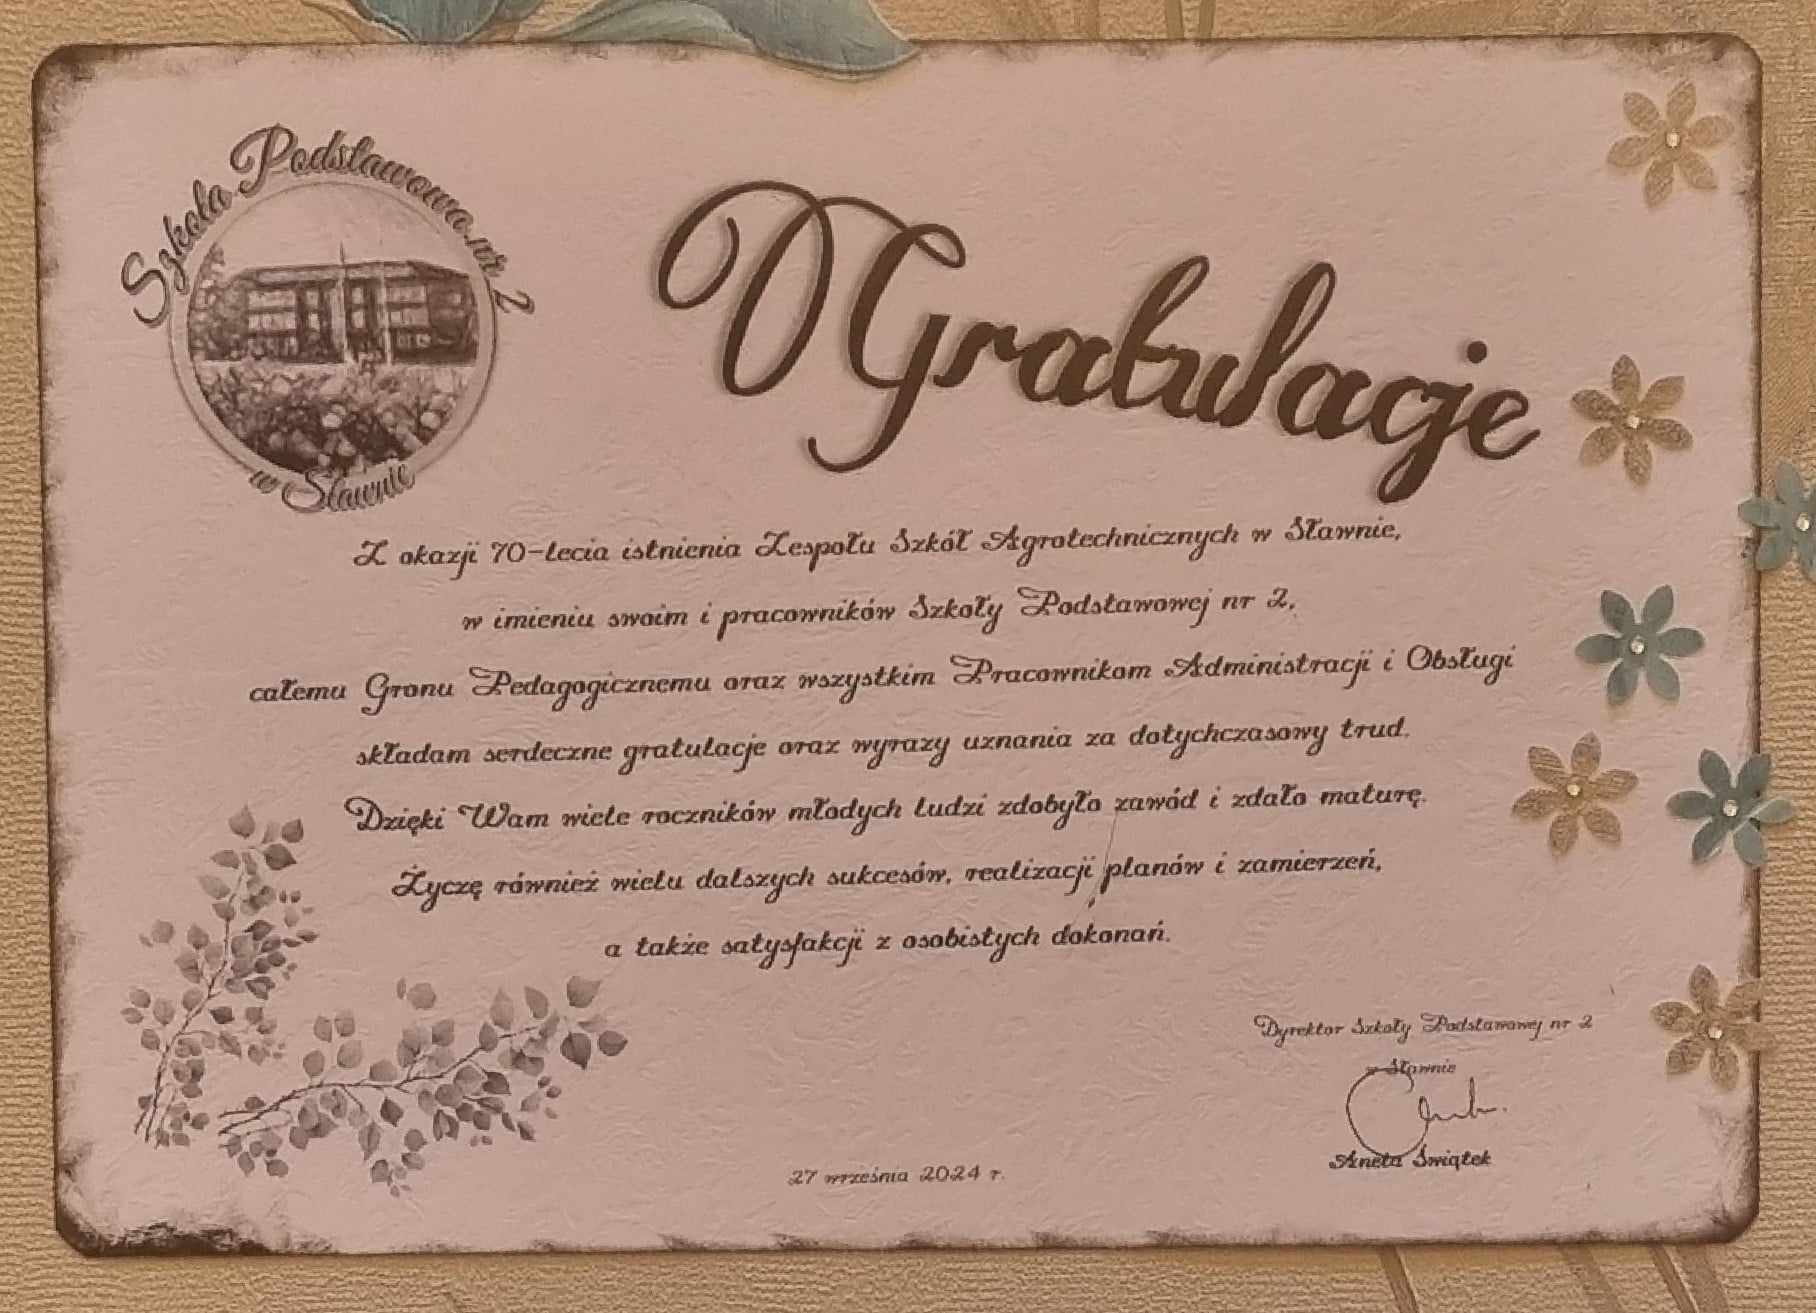 Szkoła Podstawowa nr 2
w Sławnie
Gratulacje
Z okazji 70-lecia istnienia Zespołu Szkół Agrotechnicznych w Sławnie,
w imieniu swoim i pracowników Szkoły Podstawowej nr 2,
całemu Gronu Pedagogicznemu oraz wszystkim Pracownikom Administracji i Obsługi
składam serdeczne gratulacje oraz wyrazy uznania za dotychczasowy trud.
Dzięki Wam wiele roczników młodych ludzi zdobyło zawód i zdało maturę.
Życzę również wielu dalszych sukcesów, realizacji planów i zamierzeń,
a także satysfakcji z osobistych dokonań.
Dyrektor Szkoły Podstawowej nr 2
w Sławnie
Aneta Świątek
27 września 2024 r.